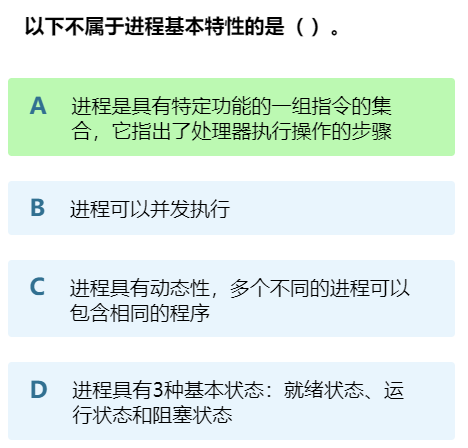 以下不属于进程基本特性的是（ ）。
A 进程是具有特定功能的一组指令的集
合，它指出了处理器执行操作的步骤
B 进程可以并发执行
C 进程具有动态性，多个不同的进程可以
包含相同的程序
D 进程具有3种基本状态：就绪状态、运
行状态和阻塞状态